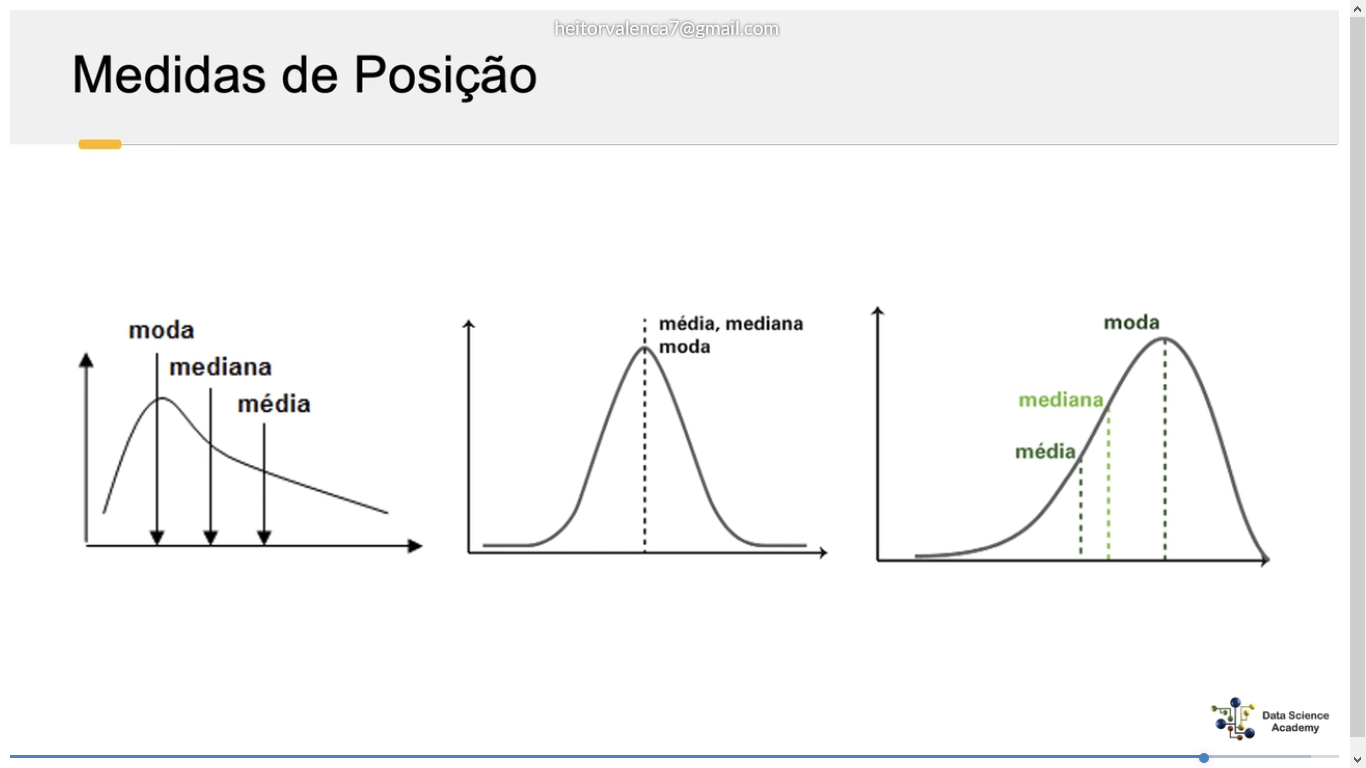 heitorvalenca7@gmail.com
Medidas de Posição
moda
mediana
média
média, mediana
moda
moda
mediana
média
Data Science
Academy